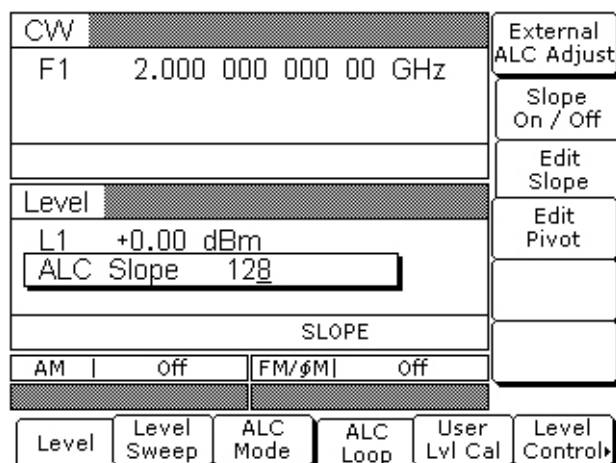 CW
F1 2.000 000 000 00 GHz
Level
L1 +0.00 dBm
ALC Slope 128
SLOPE
AM | Off FM/ϕM| Off
External
ALC Adjust
Slope
On / Off
Edit
Slope
Edit
Pivot
Level
Level
Sweep
ALC
Mode
ALC
Loop
User
Lvl Cal
Level
Control